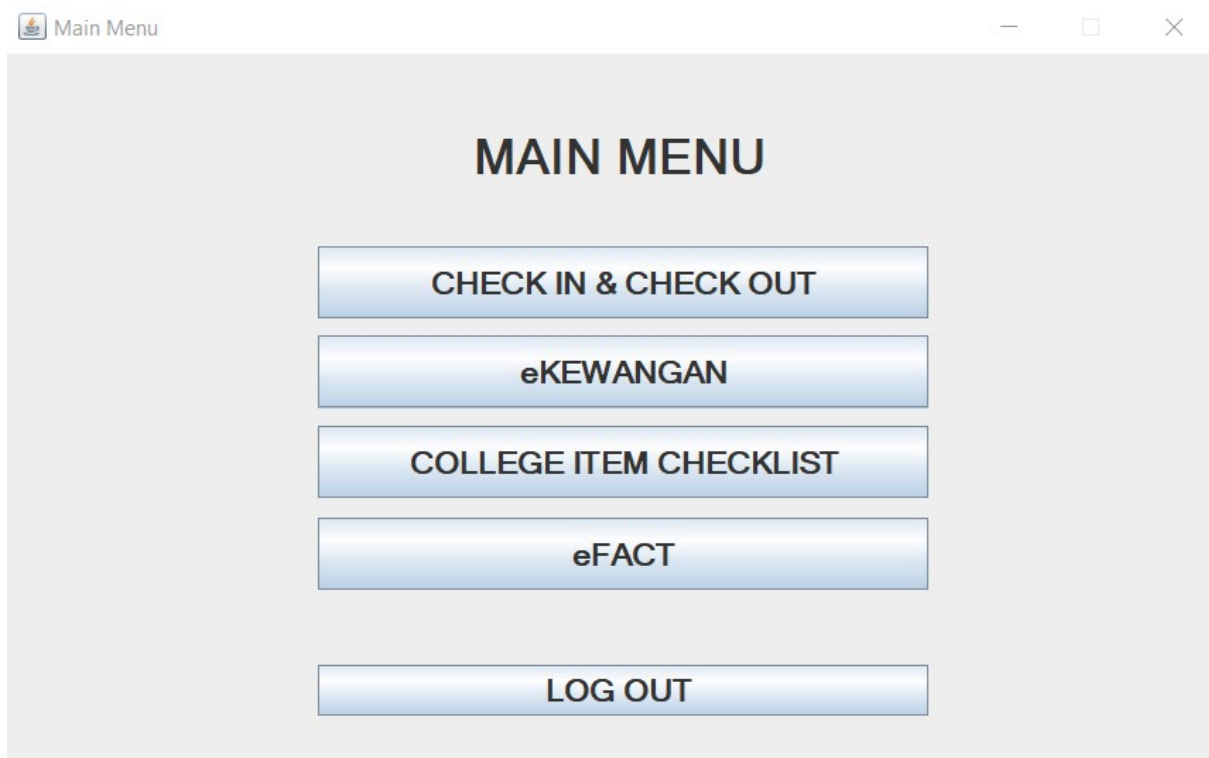 Main Menu
MAIN MENU
CHECK IN & CHECK OUT
eKEWANGAN
COLLEGE ITEM CHECKLIST
eFACT
LOG OUT